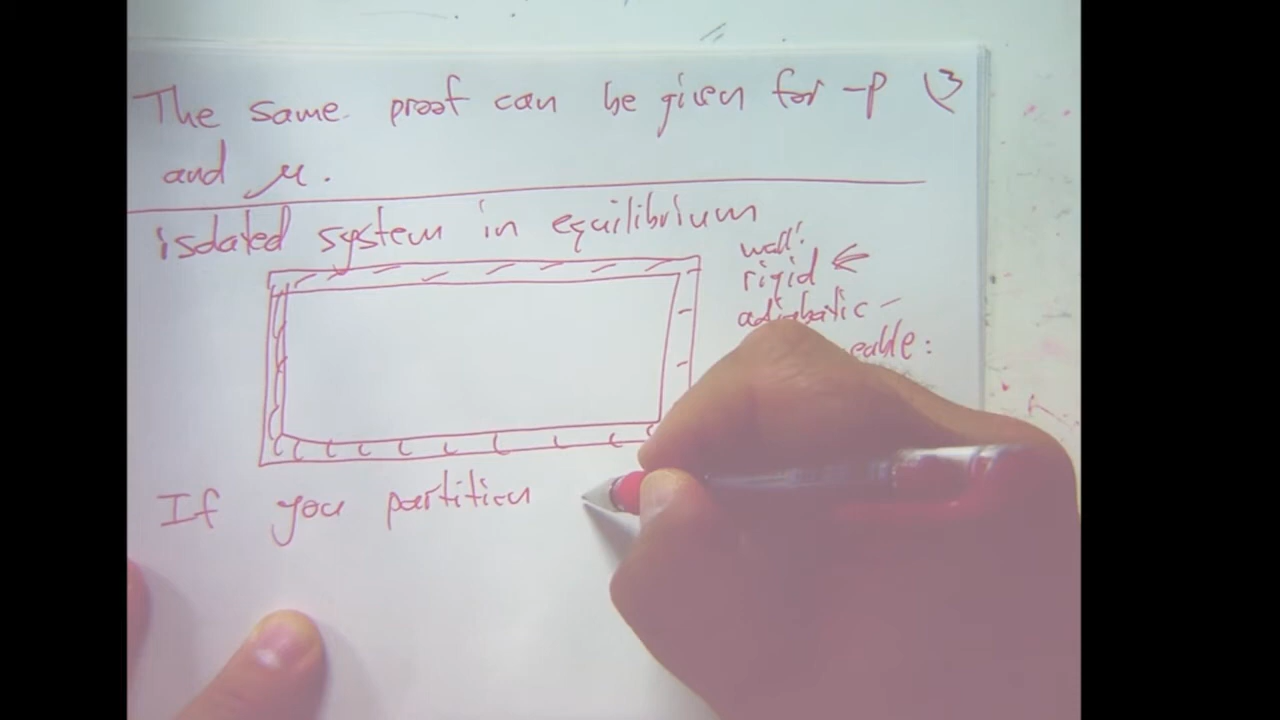 The same proof can be given for -P
and μ.
isolated system in equilibrium
wall:
rigid ←
adiabatic -
If you partition